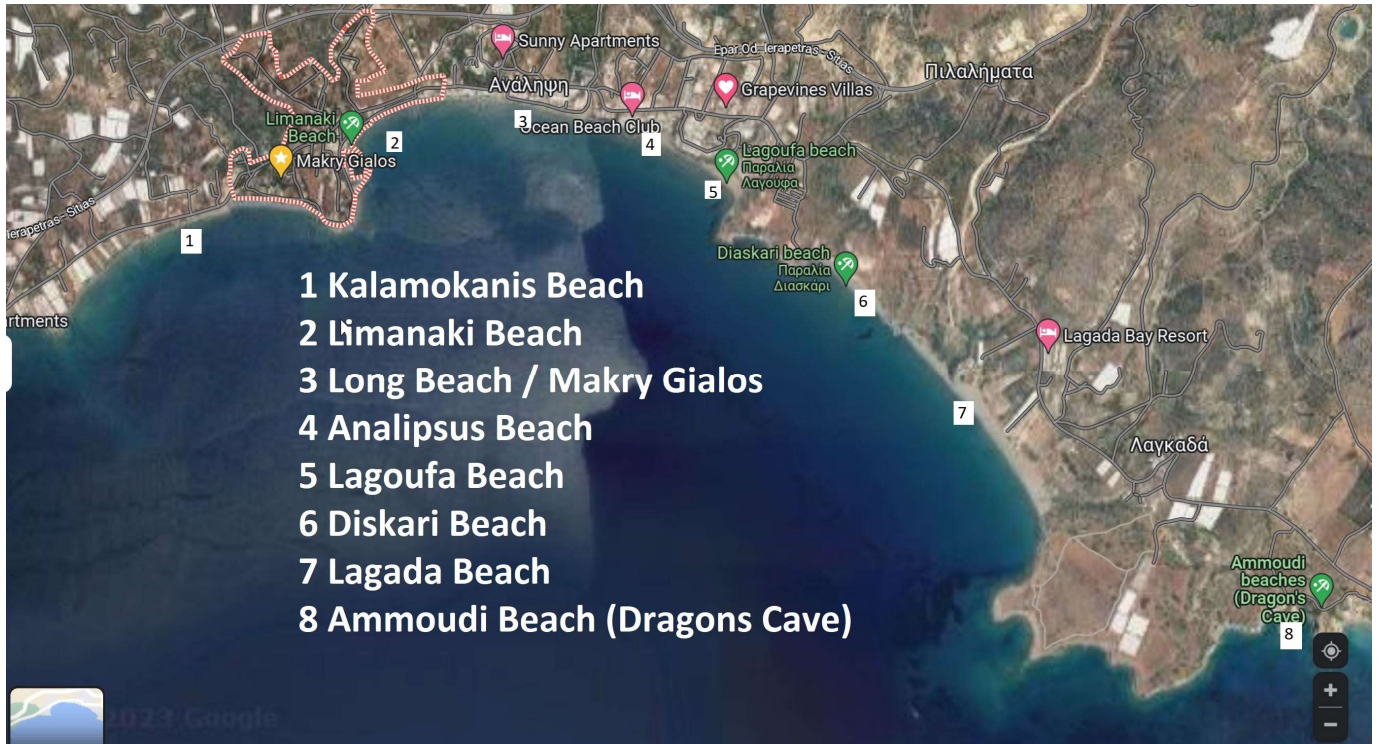 Sunny Apartments
Epar.Od. Ierapetras - Sitias
Πιλαλήματα
Ανάληψη
Grapevines Villas
Limanaki
Beach
2
3
Ocean Beach Club
4
Makry Gialos
Lagoufa beach
Παραλία
Λαγούφα
5
Ierapetras - Sitias
1
Diaskari beach
Παραλία
Διασκάρι
6
rtments
Lagada Bay Resort
7
Λαγκαδά
1 Kalamokanis Beach
2 Limanaki Beach
3 Long Beach / Makry Gialos
4 Analipsus Beach
5 Lagoufa Beach
6 Diskari Beach
7 Lagada Beach
8 Ammoudi Beach (Dragons Cave)
Ammoudi
beaches
(Dragon's
Cave)
8
2023 Google